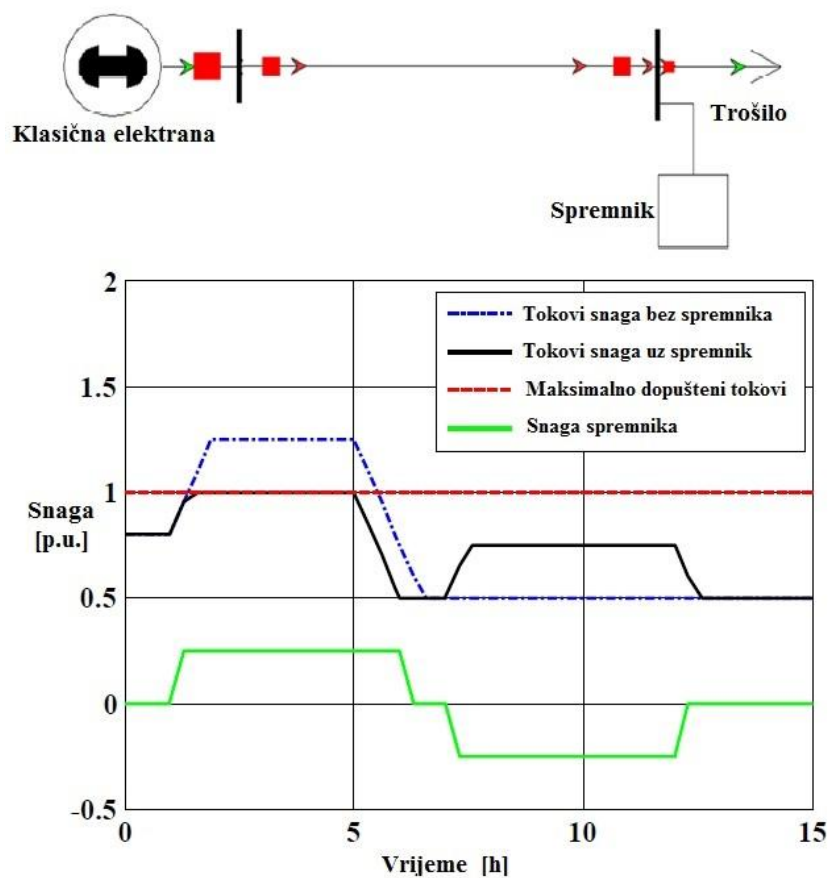 Klasična elektrana
Trošilo
Spremnik
2
1.5
1
0.5
0
-0.5
Snaga
[p.u.]
Tokovi snaga bez spremnika
Tokovi snaga uz spremnik
Maksimalno dopušteni tokovi
Snaga spremnika
0 5 10 15
Vrijeme [h]